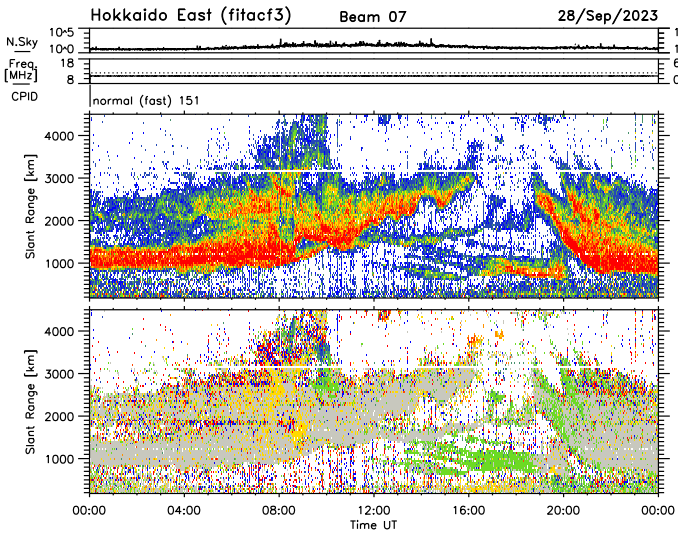 Hokkaido East (fitacf3) Beam 07 28/Sep/2023
N.Sky 10^5 10^0 1 1
Freq. [MHz] 18 8 6 0
CPID normal (fast) 151
Slant Range [km] 4000 3000 2000 1000
Slant Range [km] 4000 3000 2000 1000
00:00 04:00 08:00 12:00 16:00 20:00 00:00
Time UT